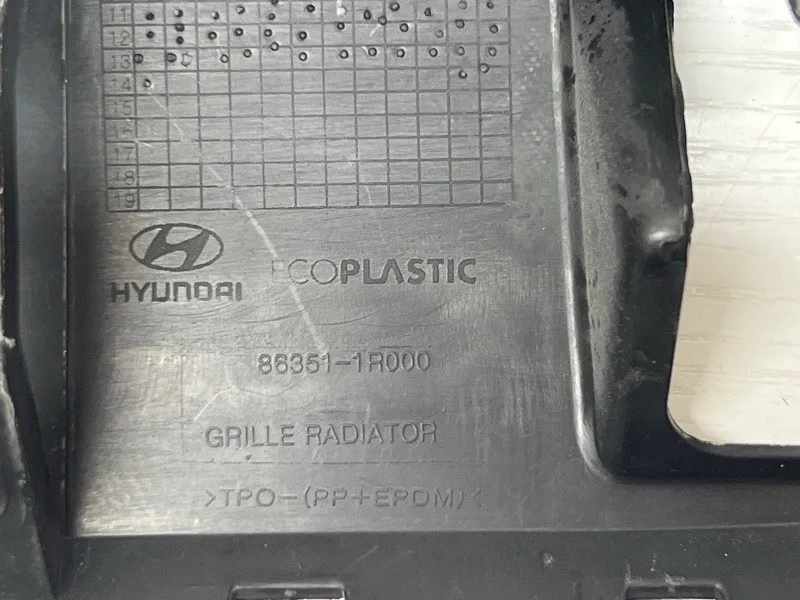 11
12
13
14
15
16
17
18
19
HYUNDAI ECOPLASTIC
86351-1R000
GRILLE RADIATOR
>TPO-(PP+EPDM)<